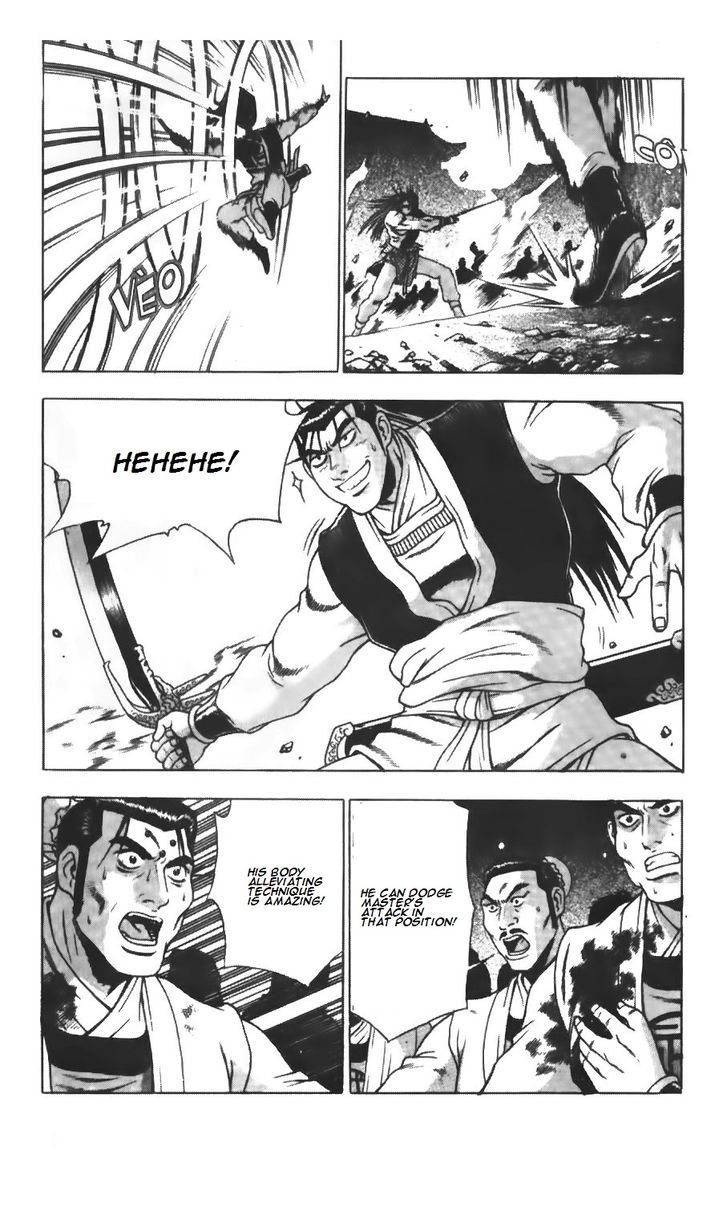 CỘ
VÈO
HEHEHE!
HE CAN DODGE
MASTER'S
ATTACK IN
THAT POSITION!
HIS BODY
ALLEVIATING
TECHNIQUE
IS AMAZING!